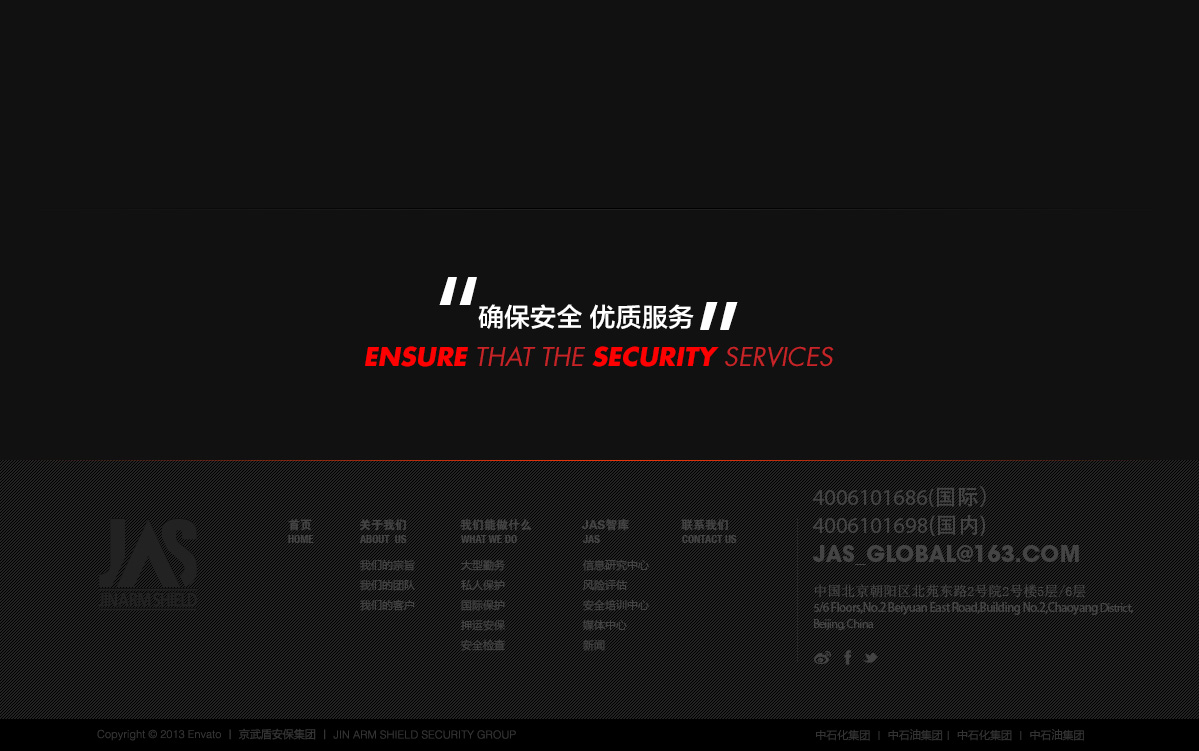 确保安全 优质服务
ENSURE THAT THE SECURITY SERVICES
JAS
JIN ARM SHIELD
首页
HOME
关于我们
ABOUT US
我们的宗旨
我们的团队
我们的客户
我们能做什么
WHAT WE DO
大型勤务
私人保护
国际保护
押运安保
安全检查
JAS智库
JAS
信息研究中心
风险评估
安全培训中心
媒体中心
新闻
联系我们
CONTACT US
4006101686(国际)
4006101698(国内)
JAS_GLOBAL@163.COM
中国北京朝阳区北苑东路2号院2号楼5层/6层
5/6 Floors,No.2 Beiyuan East Road,Building No.2,Chaoyang District,
Beijing, China
Copyright © 2013 Envato | 京武盾安保集团 | JIN ARM SHIELD SECURITY GROUP
中石化集团 | 中石油集团 | 中石化集团 | 中石油集团